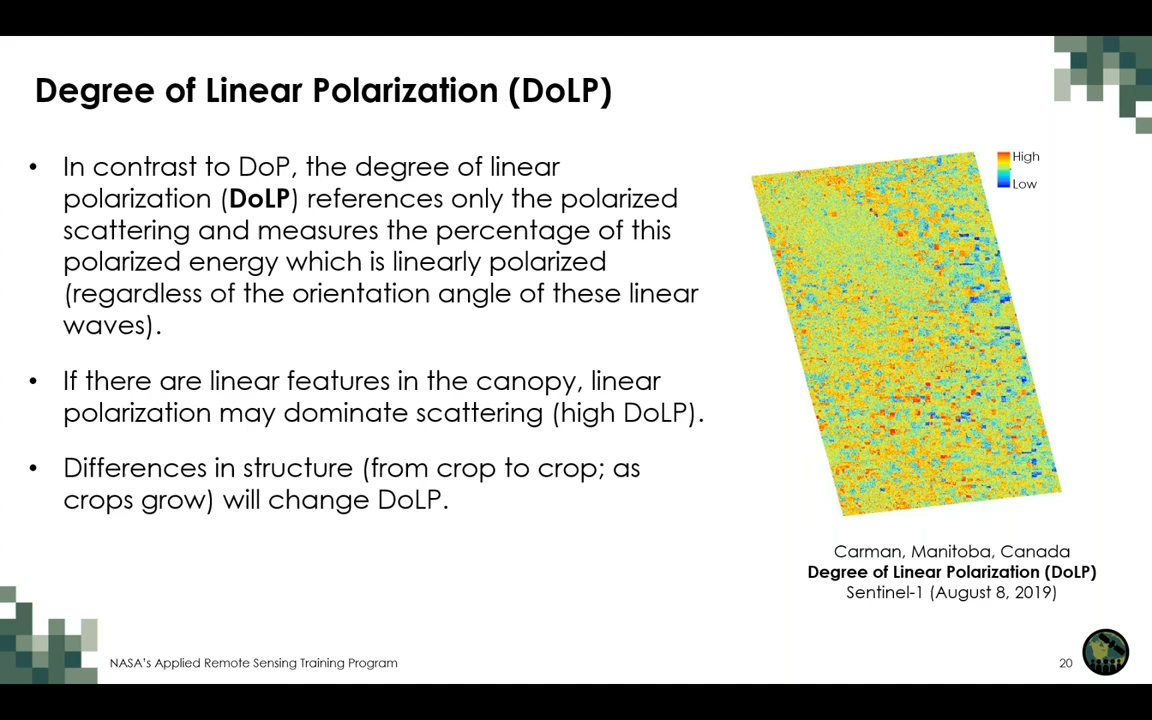 Degree of Linear Polarization (DoLP)
• In contrast to DoP, the degree of linear
polarization (DoLP) references only the polarized
scattering and measures the percentage of this
polarized energy which is linearly polarized
(regardless of the orientation angle of these linear
waves).
• If there are linear features in the canopy, linear
polarization may dominate scattering (high DoLP).
• Differences in structure (from crop to crop; as
crops grow) will change DoLP.
High
Low
Carman, Manitoba, Canada
Degree of Linear Polarization (DoLP)
Sentinel-1 (August 8, 2019)
NASA's Applied Remote Sensing Training Program
20